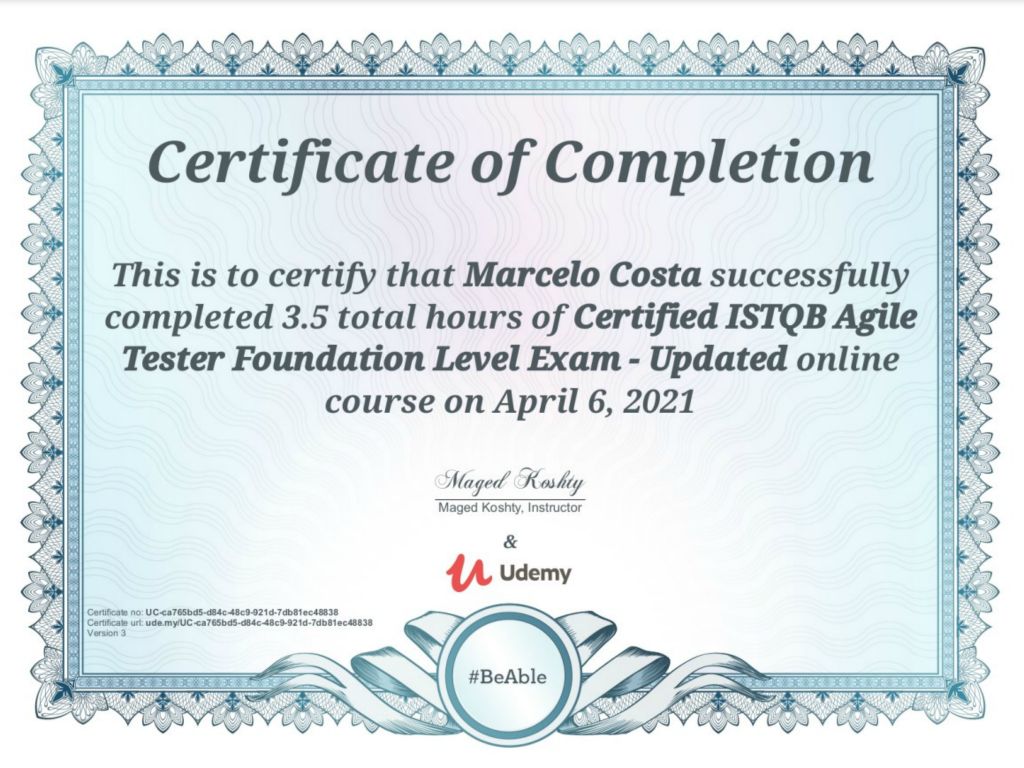 Certificate of Completion
This is to certify that Marcelo Costa successfully
completed 3.5 total hours of Certified ISTQB Agile
Tester Foundation Level Exam - Updated online
course on April 6, 2021
Maged Koshty
Maged Koshty, Instructor
&
Udemy
Certificate no: UC-ca765bd5-d84c-48c9-921d-7db81ec48838
Certificate url: ude.my/UC-ca765bd5-d84c-48c9-921d-7db81ec48838
Version 3
#BeAble